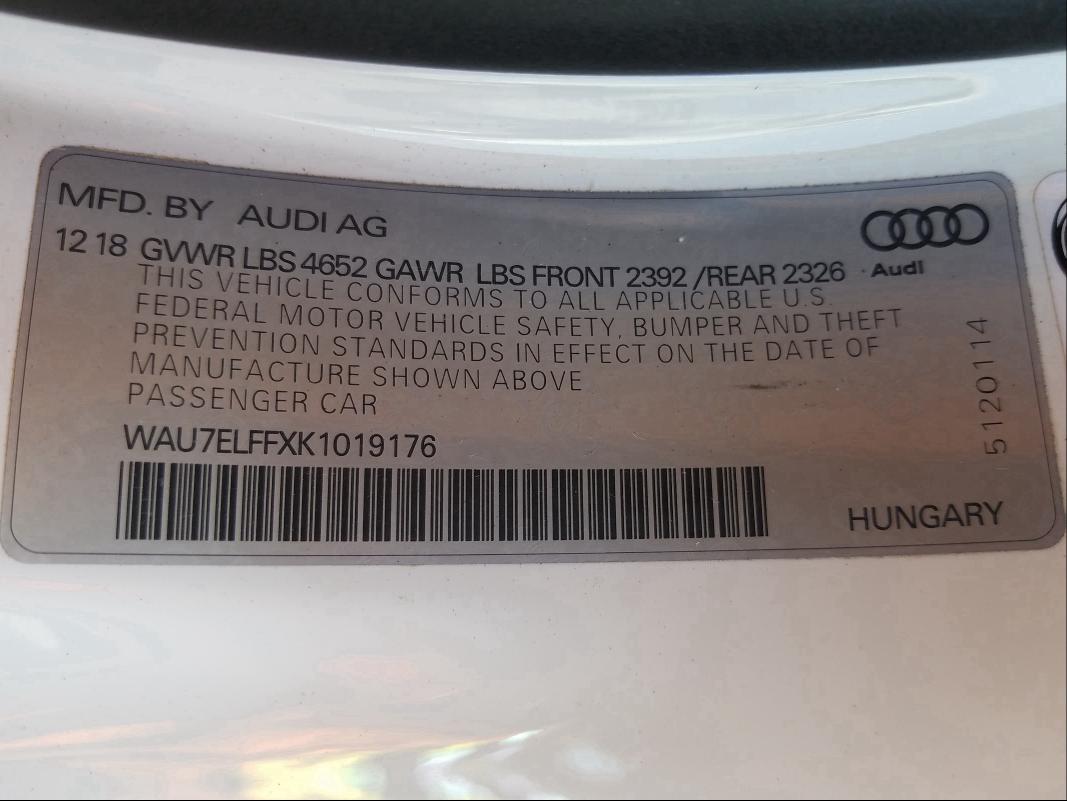 MFD. BY AUDI AG
12 18 GVWR LBS 4652 GAWR LBS FRONT 2392 /REAR 2326
Audi
THIS VEHICLE CONFORMS TO ALL APPLICABLE U.S.
FEDERAL MOTOR VEHICLE SAFETY, BUMPER AND THEFT
PREVENTION STANDARDS IN EFFECT ON THE DATE OF
MANUFACTURE SHOWN ABOVE
PASSENGER CAR
WAU7ELFFXK1019176
5120114
HUNGARY